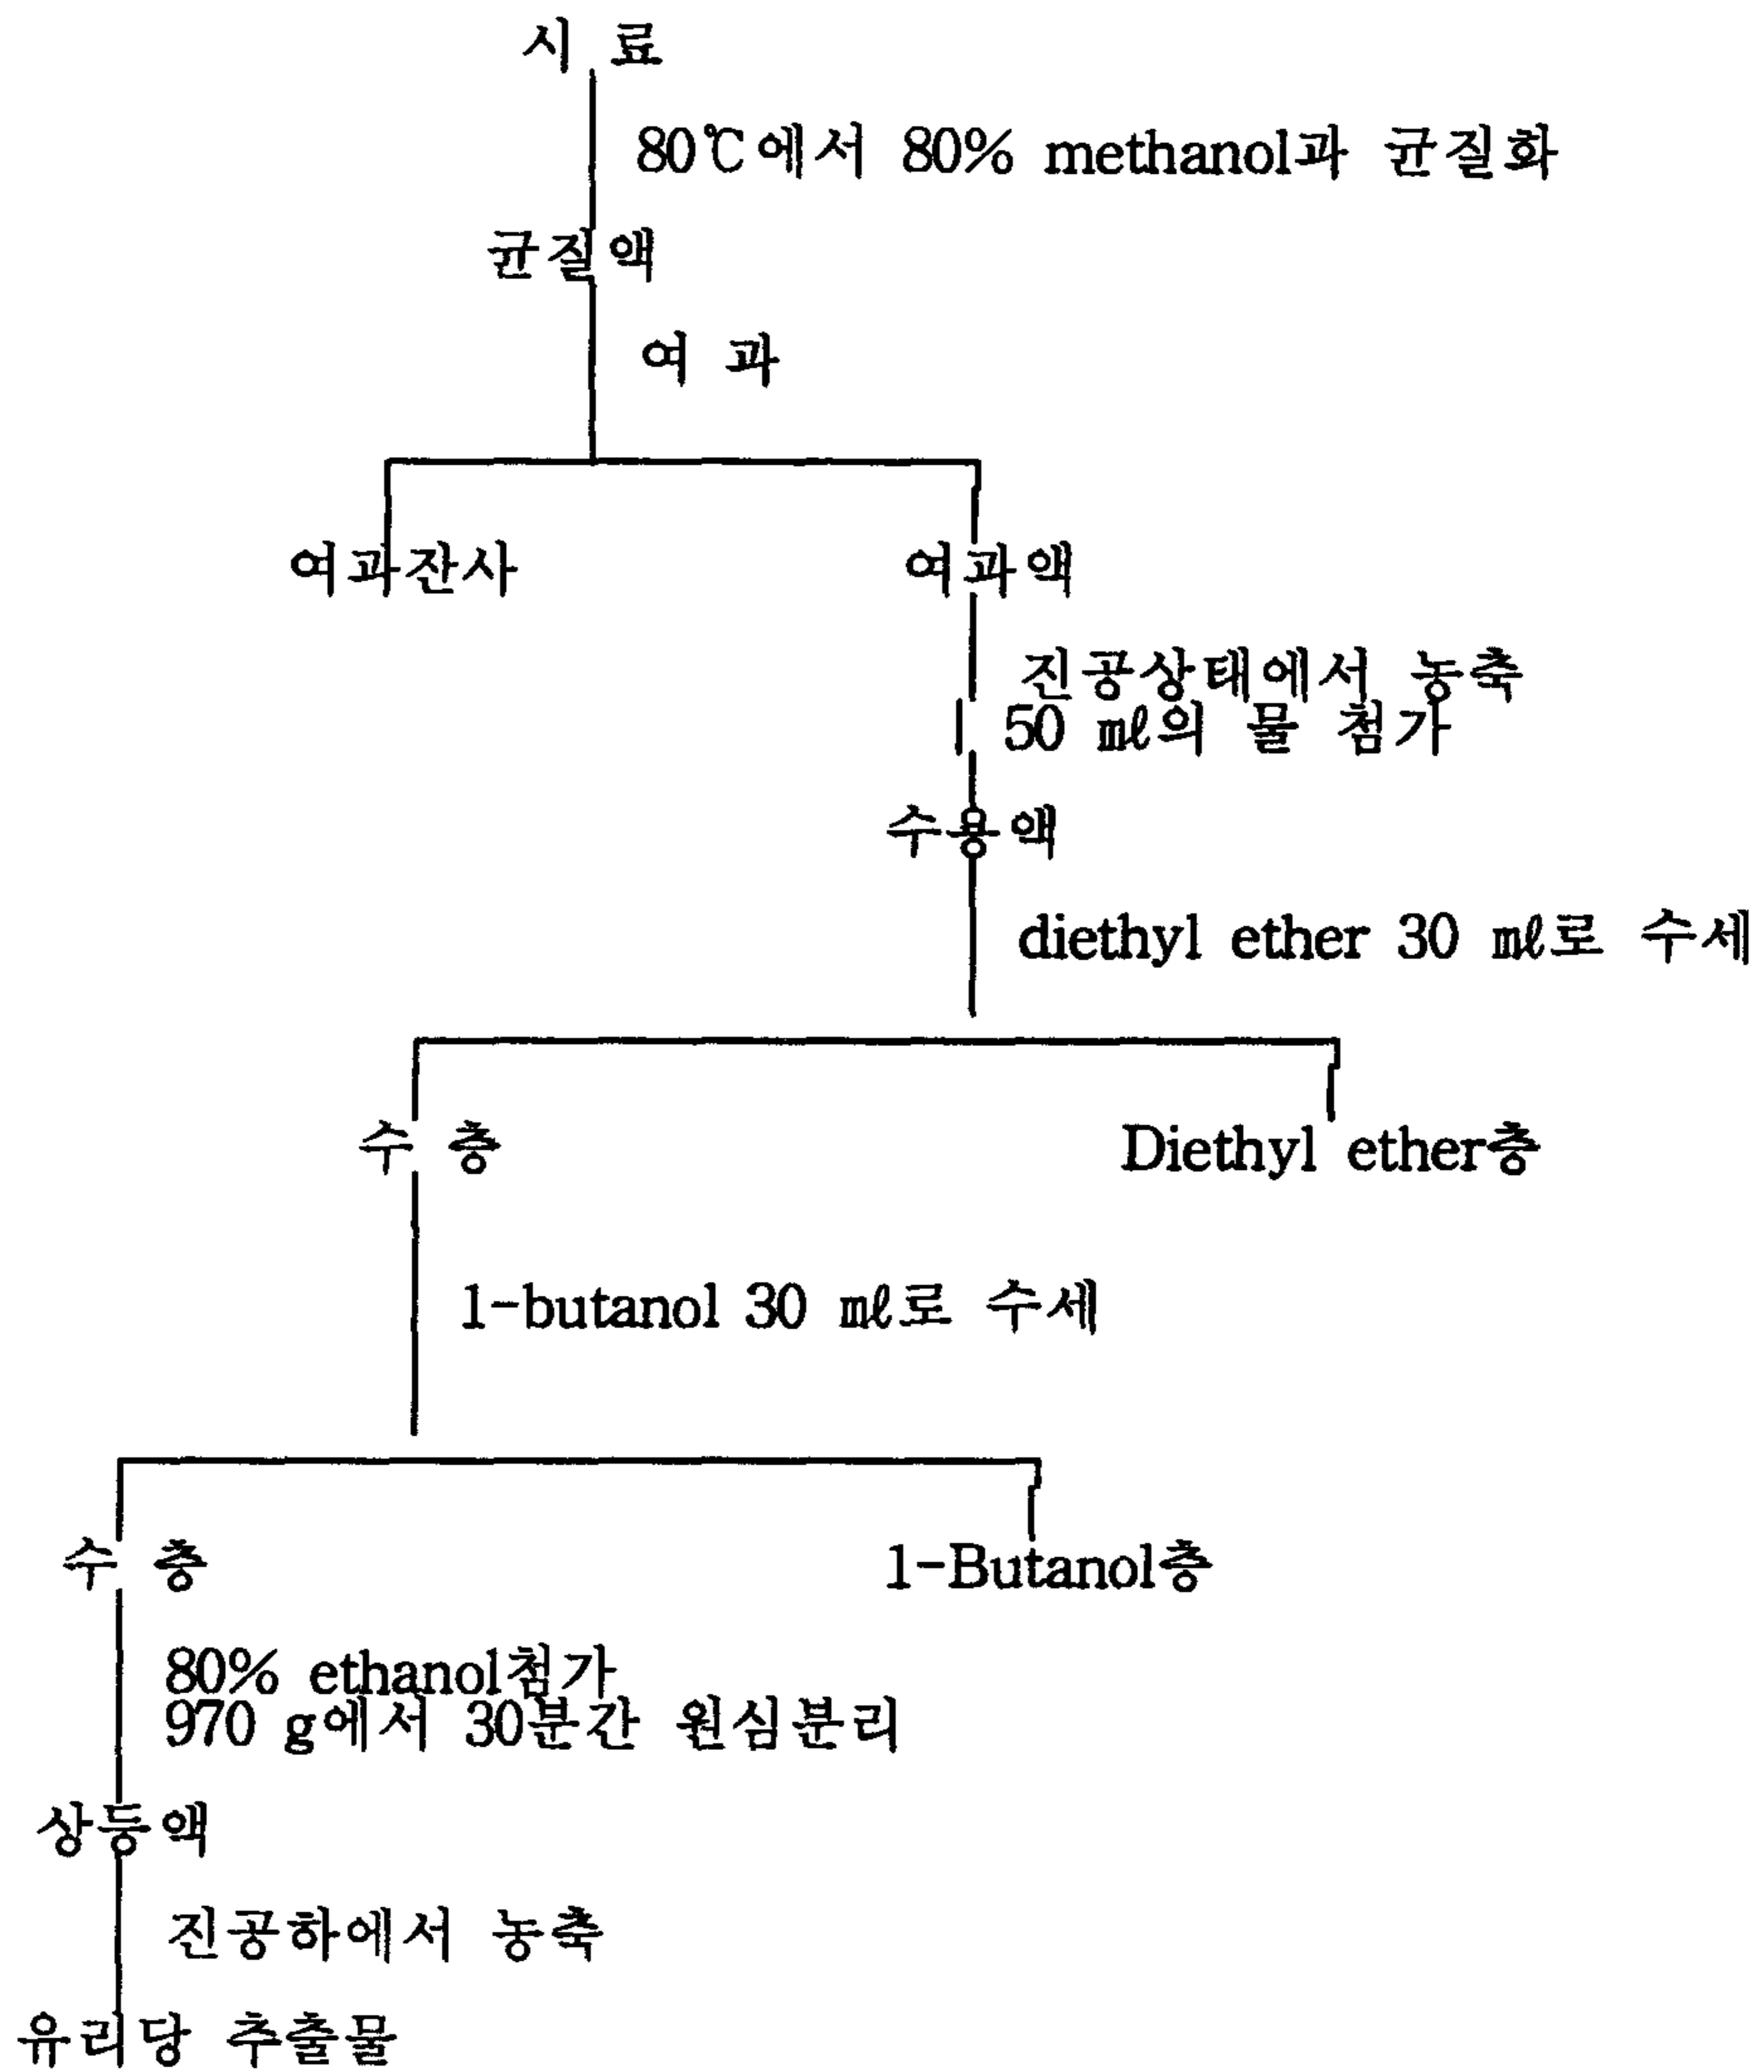 시 료
80℃에서 80% methanol과 균질화
균질액
여 과
여과잔사 여과액
진공상태에서 농축
50 ㎖의 물 첨가
수용액
diethyl ether 30 ㎖로 수세
수 층 Diethyl ether층
1-butanol 30 ㎖로 수세
수 층 1-Butanol층
80% ethanol첨가
970 g에서 30분간 원심분리
상등액
진공하에서 농축
유리당 추출물